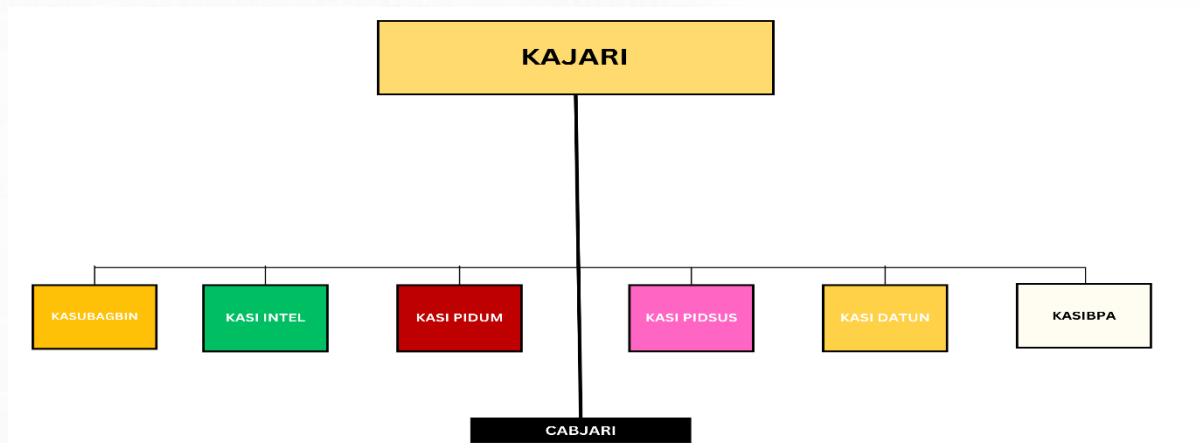 KAJARI
KASUBAGBIN
KASI INTEL
KASI PIDUM
KASI PIDSUS
KASI DATUN
KASIBPA
CABJARI